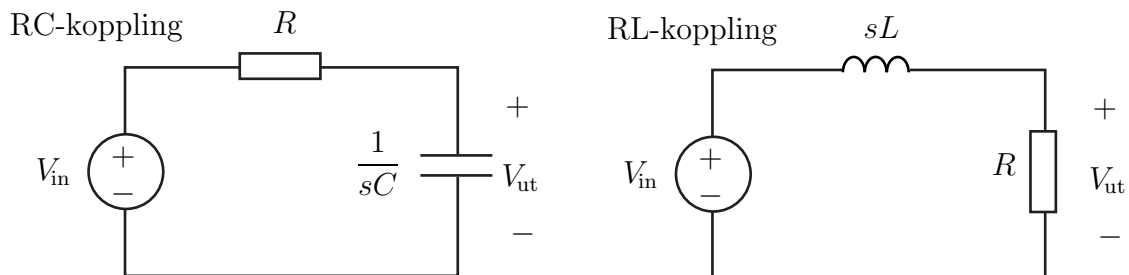 RC-koppling
R
V_in
+
−
1/sC
+
V_ut
−
RL-koppling
sL
V_in
+
−
R
+
V_ut
−